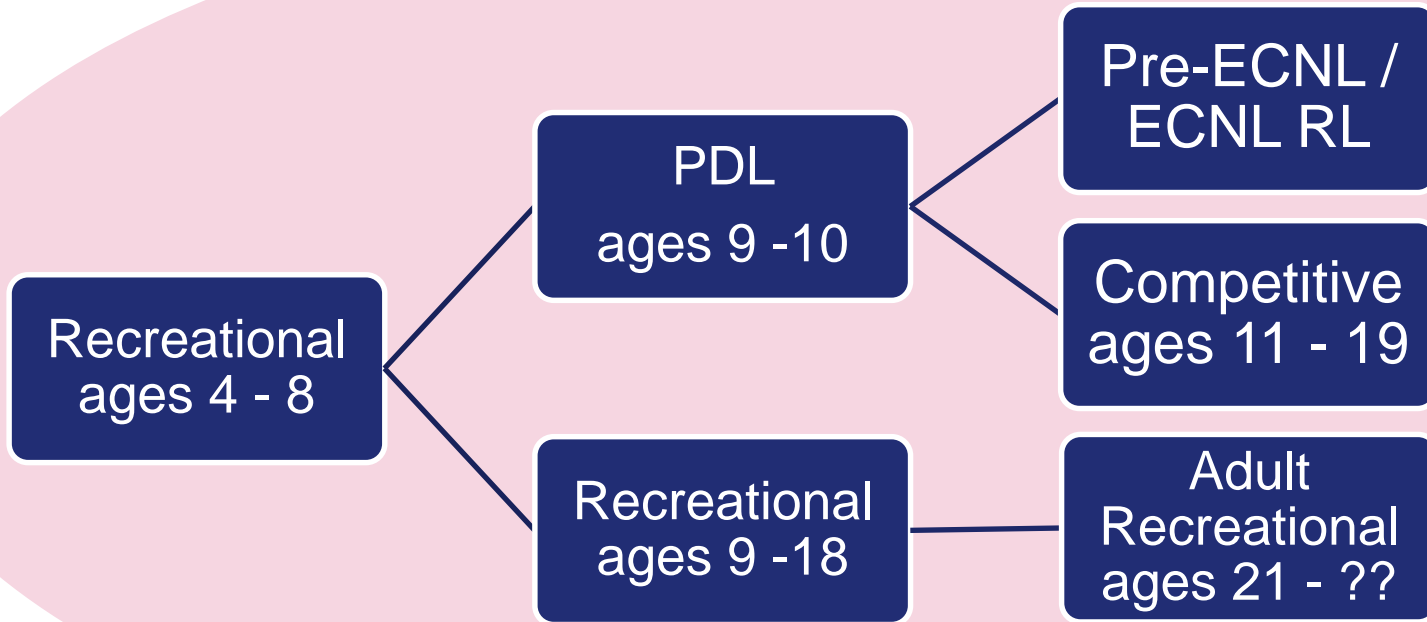 Recreational
ages 4 - 8
PDL
ages 9 -10
Recreational
ages 9 -18
Pre-ECNL /
ECNL RL
Competitive
ages 11 - 19
Adult
Recreational
ages 21 - ??